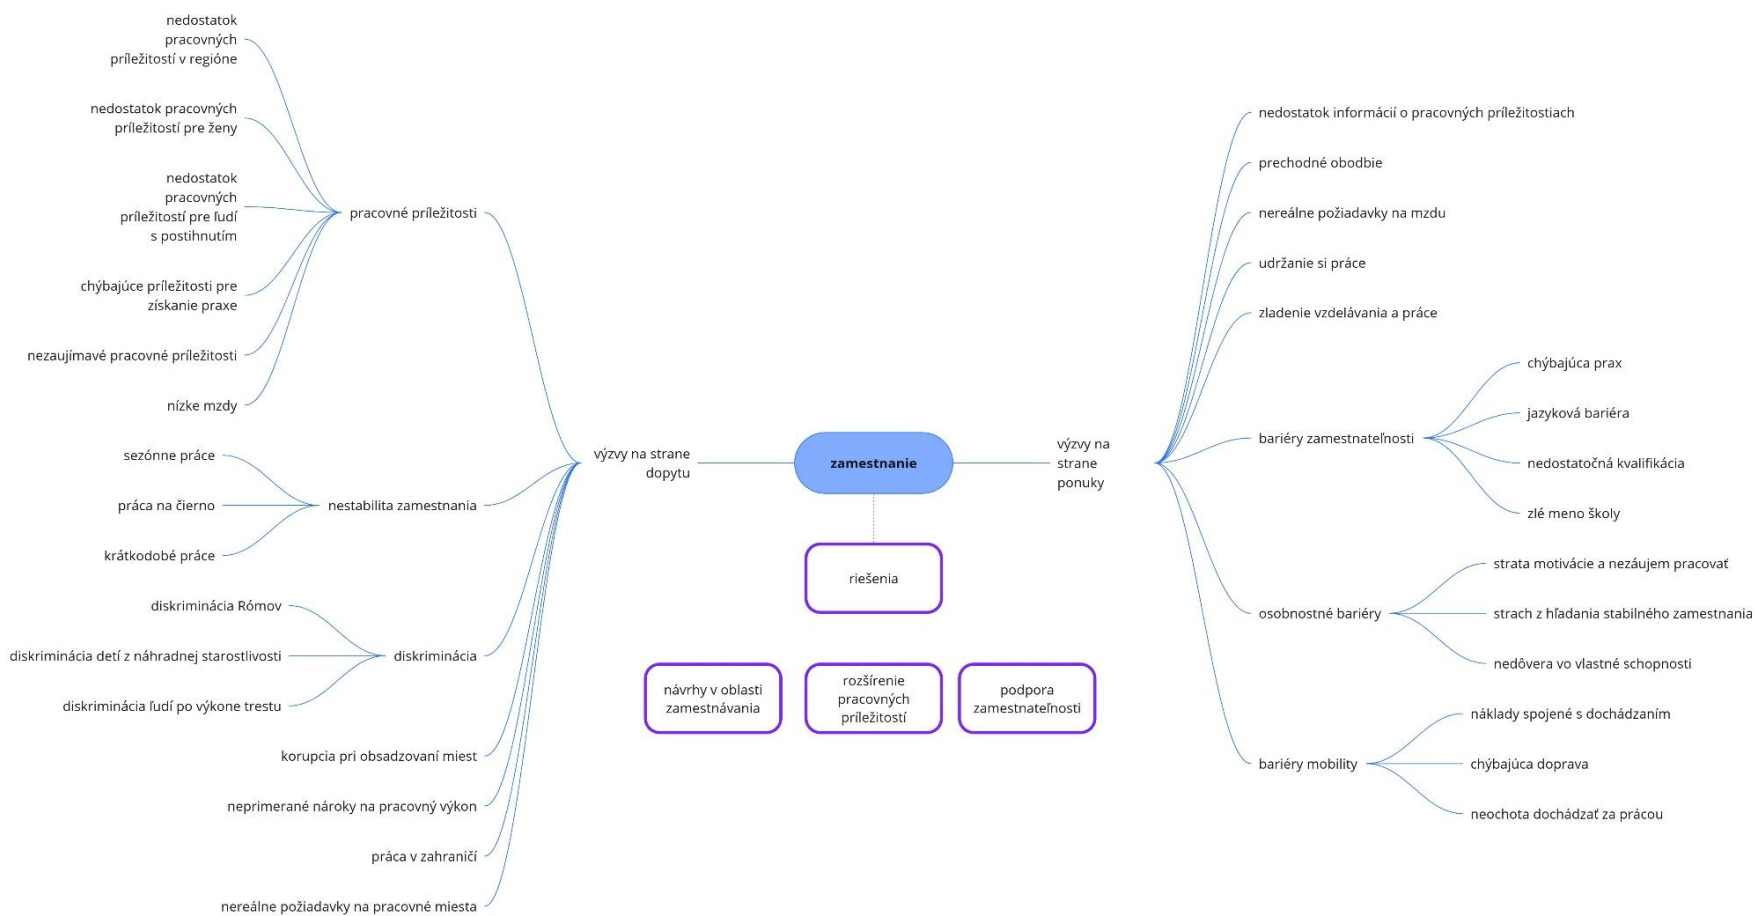 nedostatok
pracovných
príležitostí v regióne
nedostatok pracovných
príležitostí pre ženy
nedostatok
pracovných
príležitostí pre ľudí
s postihnutím
chýbajúce príležitosti pre
získanie praxe
nezaujímavé pracovné príležitosti
nízke mzdy
pracovné príležitosti
sezónne práce
práca na čierno
krátkodobé práce
nestabilita zamestnania
diskriminácia Rómov
diskriminácia detí z náhradnej starostlivosti
diskriminácia ľudí po výkone trestu
diskriminácia
korupcia pri obsadzovaní miest
neprimerané nároky na pracovný výkon
práca v zahraničí
nereálne požiadavky na pracovné miesta
výzvy na strane
dopytu
zamestnanie
riešenia
návrhy v oblasti
zamestnávania
rozšírenie
pracovných
príležitostí
podpora
zamestnateľnosti
výzvy na
strane
ponuky
nedostatok informácií o pracovných príležitostiach
prechodné obodbie
nereálne požiadavky na mzdu
udržanie si práce
zladenie vzdelávania a práce
bariéry zamestnateľnosti
chýbajúca prax
jazyková bariéra
nedostatočná kvalifikácia
zlé meno školy
osobnostné bariéry
strata motivácie a nezáujem pracovať
strach z hľadania stabilného zamestnania
nedôvera vo vlastné schopnosti
bariéry mobility
náklady spojené s dochádzaním
chýbajúca doprava
neochota dochádzať za prácou